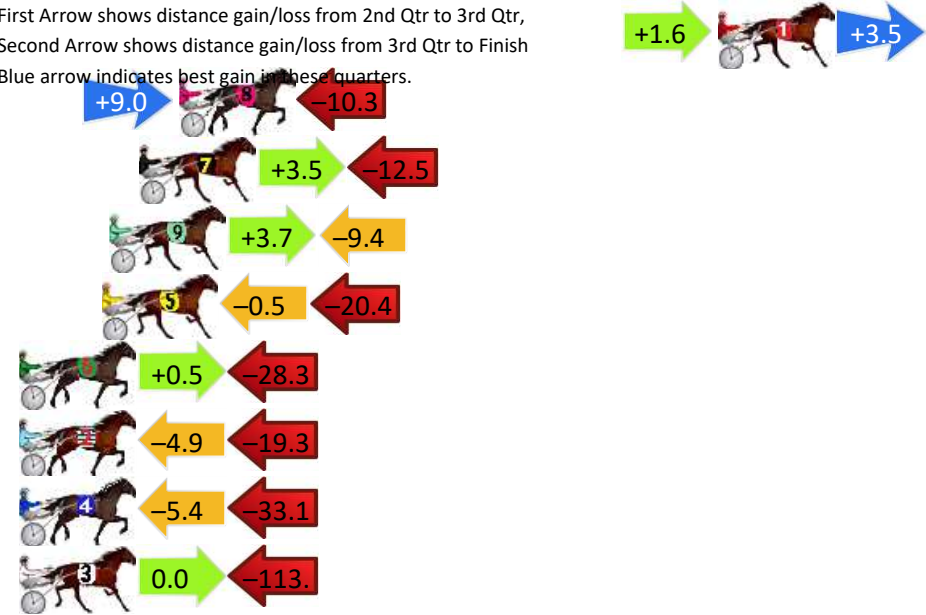 First Arrow shows distance gain/loss from 2nd Qtr to 3rd Qtr,
Second Arrow shows distance gain/loss from 3rd Qtr to Finish
Blue arrow indicates best gain in these quarters.
+1.6 1 +3.5
+9.0 8 –10.3
7 +3.5 –12.5
9 +3.7 –9.4
5 –0.5 –20.4
6 +0.5 –28.3
2 –4.9 –19.3
4 –5.4 –33.1
3 0.0 –113.